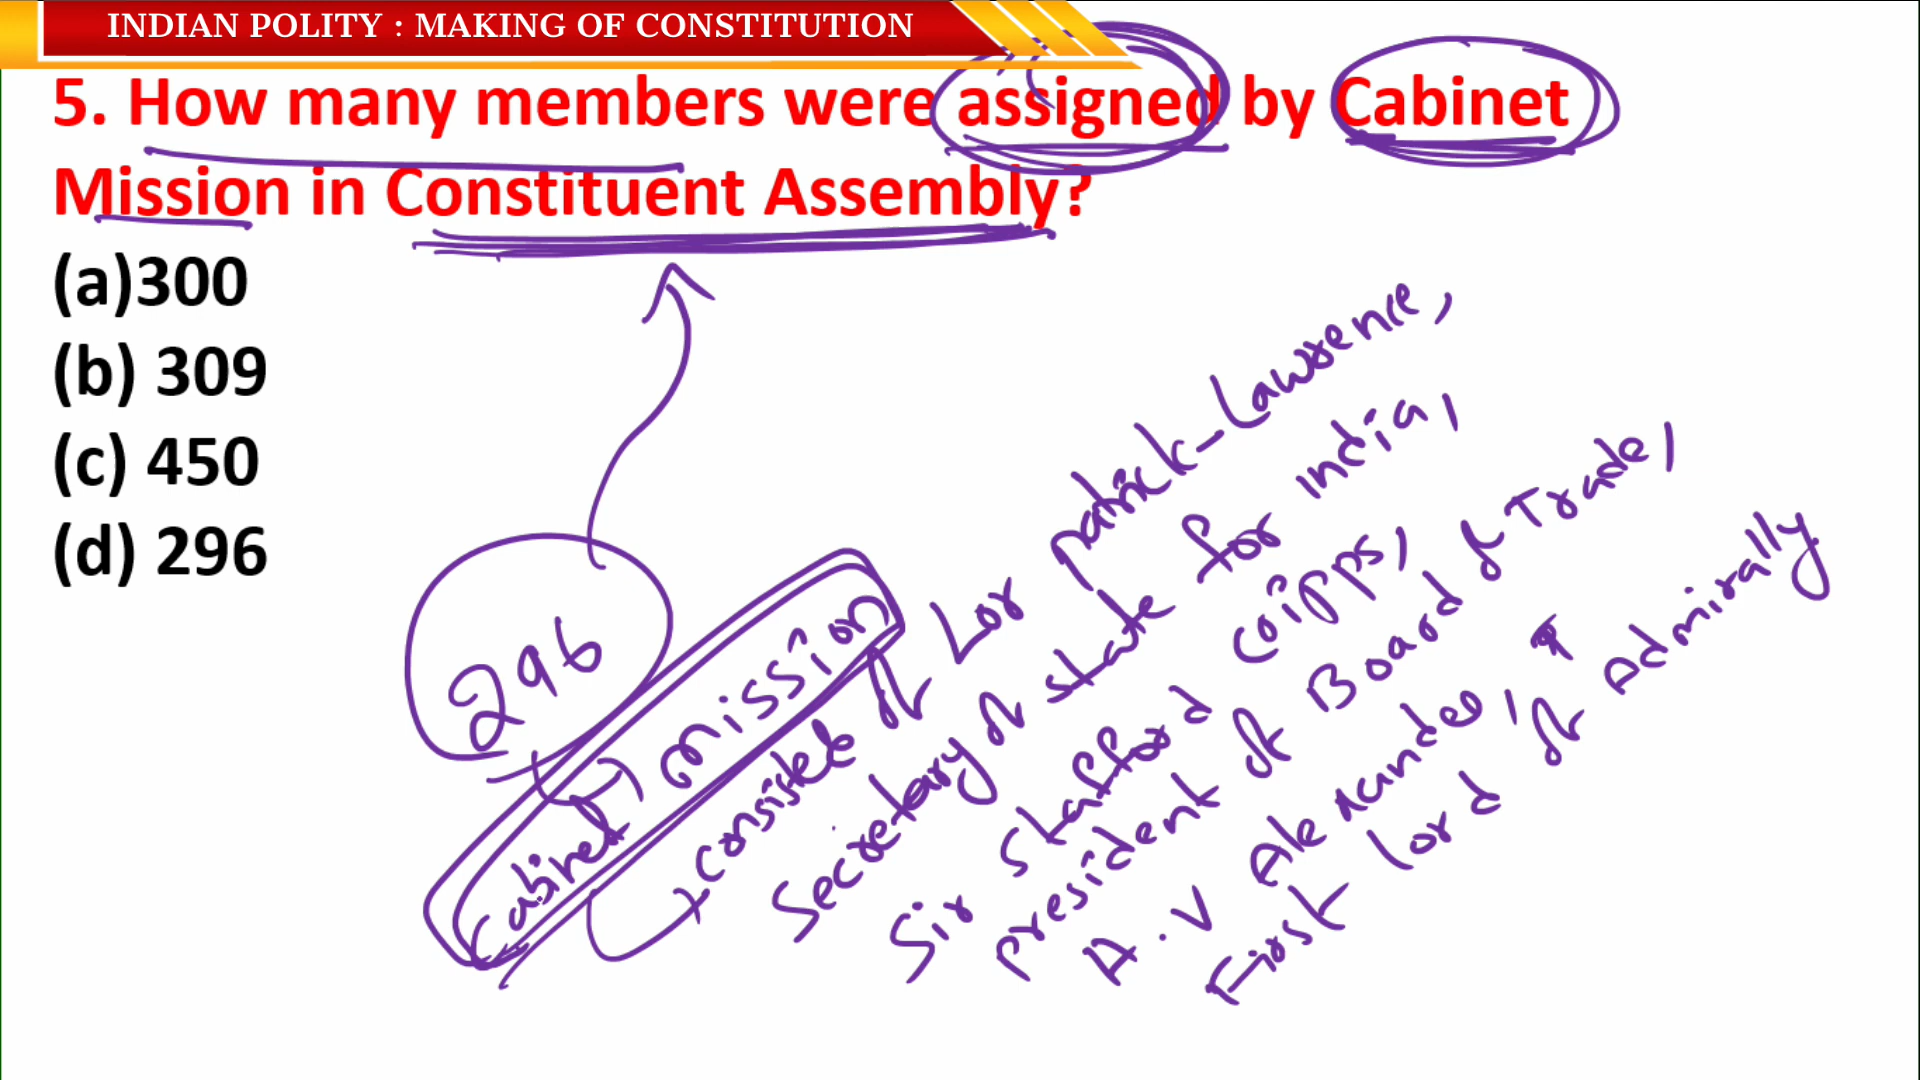 INDIAN POLITY : MAKING OF CONSTITUTION
5. How many members were assigned by Cabinet
Mission in Constituent Assembly?
(a)300
(b) 309
(c) 450
(d) 296
296
Cabinet mission
consisted of Lor patrick-Lawrence,
Secretary of state for india,
Sir Stafford Cripps,
president of Board of Trade,
A.V Alexander,
First lord of Admirally